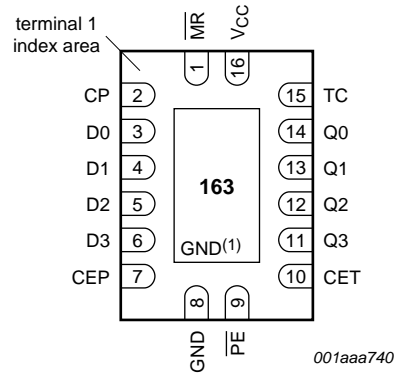 terminal 1
index area
M̅R̅
VCC
1
16
CP 2
15 TC
D0 3
14 Q0
D1 4
13 Q1
D2 5
12 Q2
D3 6
11 Q3
CEP 7
10 CET
163
GND(1)
8
9
GND
P̅E̅
001aaa740